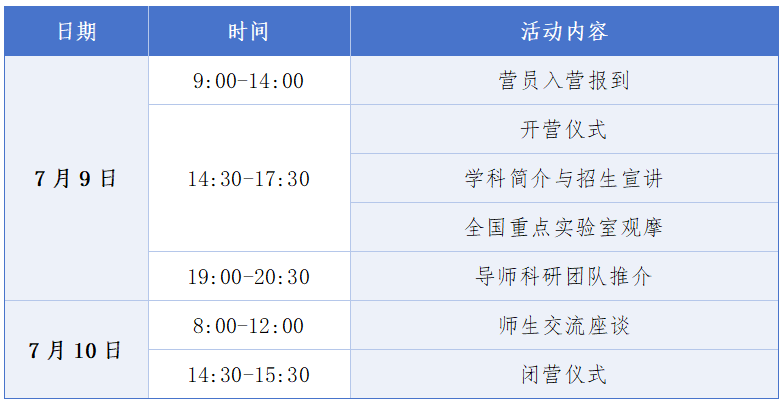 日期 时间 活动内容
9:00-14:00 营员入营报到
开营仪式
7月9日 14:30-17:30 学科简介与招生宣讲
全国重点实验室观摩
19:00-20:30 导师科研团队推介
7月10日 8:00-12:00 师生交流座谈
14:30-15:30 闭营仪式